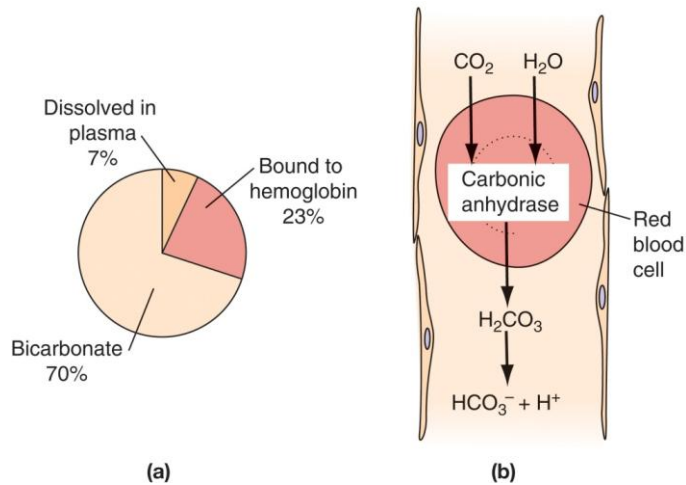 Dissolved in
plasma
7%
Bound to
hemoglobin
23%
Bicarbonate
70%
(a)
CO₂
H₂O
Carbonic
anhydrase
Red
blood
cell
H₂CO₃
HCO₃⁻ + H⁺
(b)